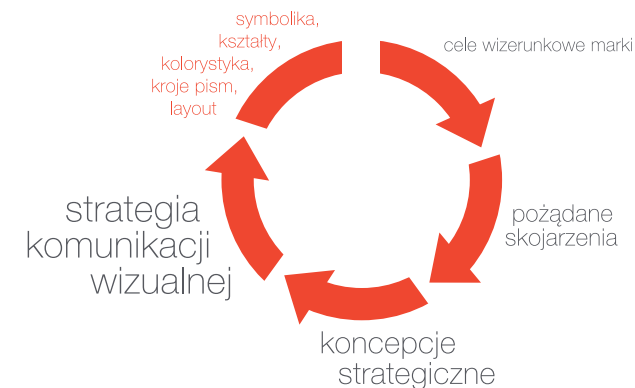 symbolika,
kształty,
kolorystyka,
kroje pism,
layout
cele wizerunkowe marki
pożądane
skojarzenia
koncepcje
strategiczne
strategia
komunikacji
wizualnej